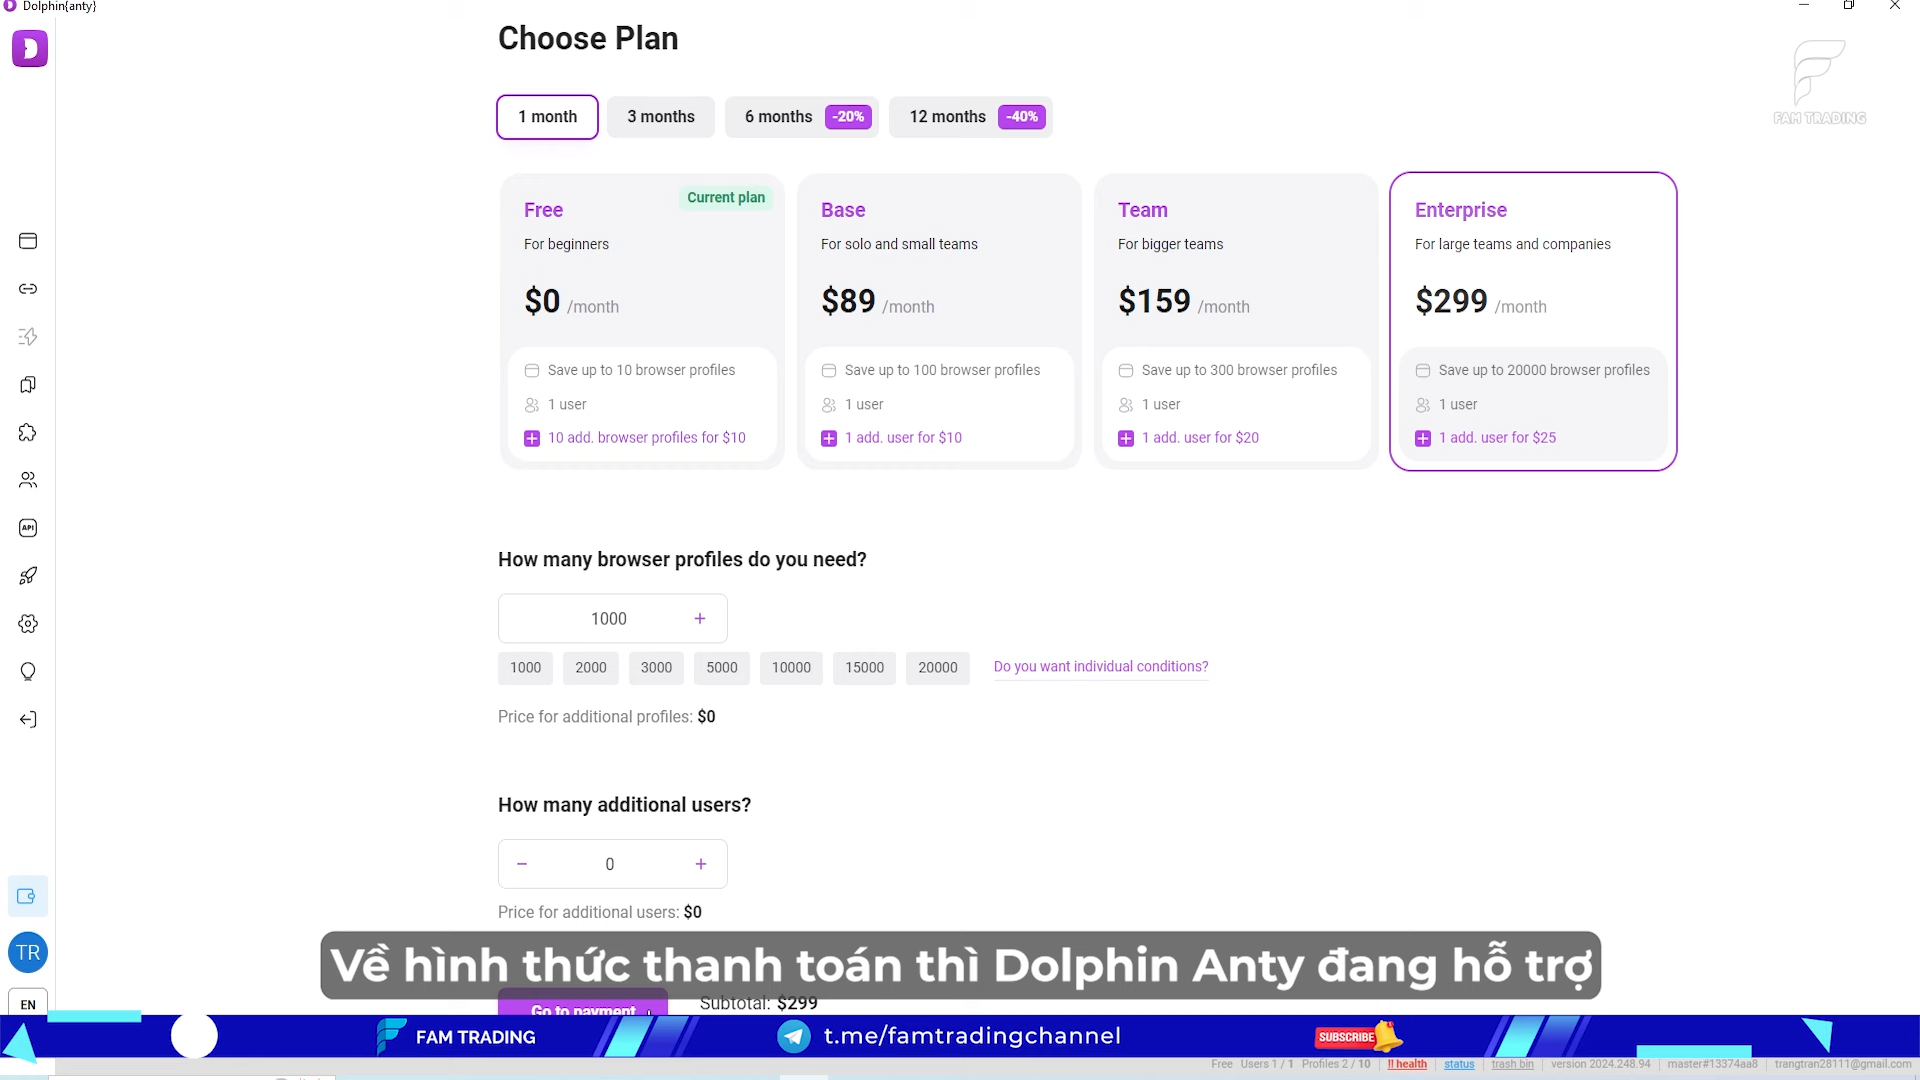 Dolphin{anty}
Choose Plan
FAM TRADING
1 month
3 months
6 months -20%
12 months -40%
Free
Current plan
For beginners
$0 /month
Save up to 10 browser profiles
1 user
10 add. browser profiles for $10
Base
For solo and small teams
$89 /month
Save up to 100 browser profiles
1 user
1 add. user for $10
Team
For bigger teams
$159 /month
Save up to 300 browser profiles
1 user
1 add. user for $20
Enterprise
For large teams and companies
$299 /month
Save up to 20000 browser profiles
1 user
1 add. user for $25
How many browser profiles do you need?
1000 +
1000 2000 3000 5000 10000 15000 20000 Do you want individual conditions?
Price for additional profiles: $0
How many additional users?
− 0 +
Price for additional users: $0
API
TR
EN
Về hình thức thanh toán thì Dolphin Anty đang hỗ trợ
Go to payment
Subtotal: $299
FAM TRADING
t.me/famtradingchannel
SUBSCRIBE
Free Users 1 / 1 Profiles 2 / 10 health status trash bin version 2024.248.94 master#13374aa8 trangtran28111@gmail.com